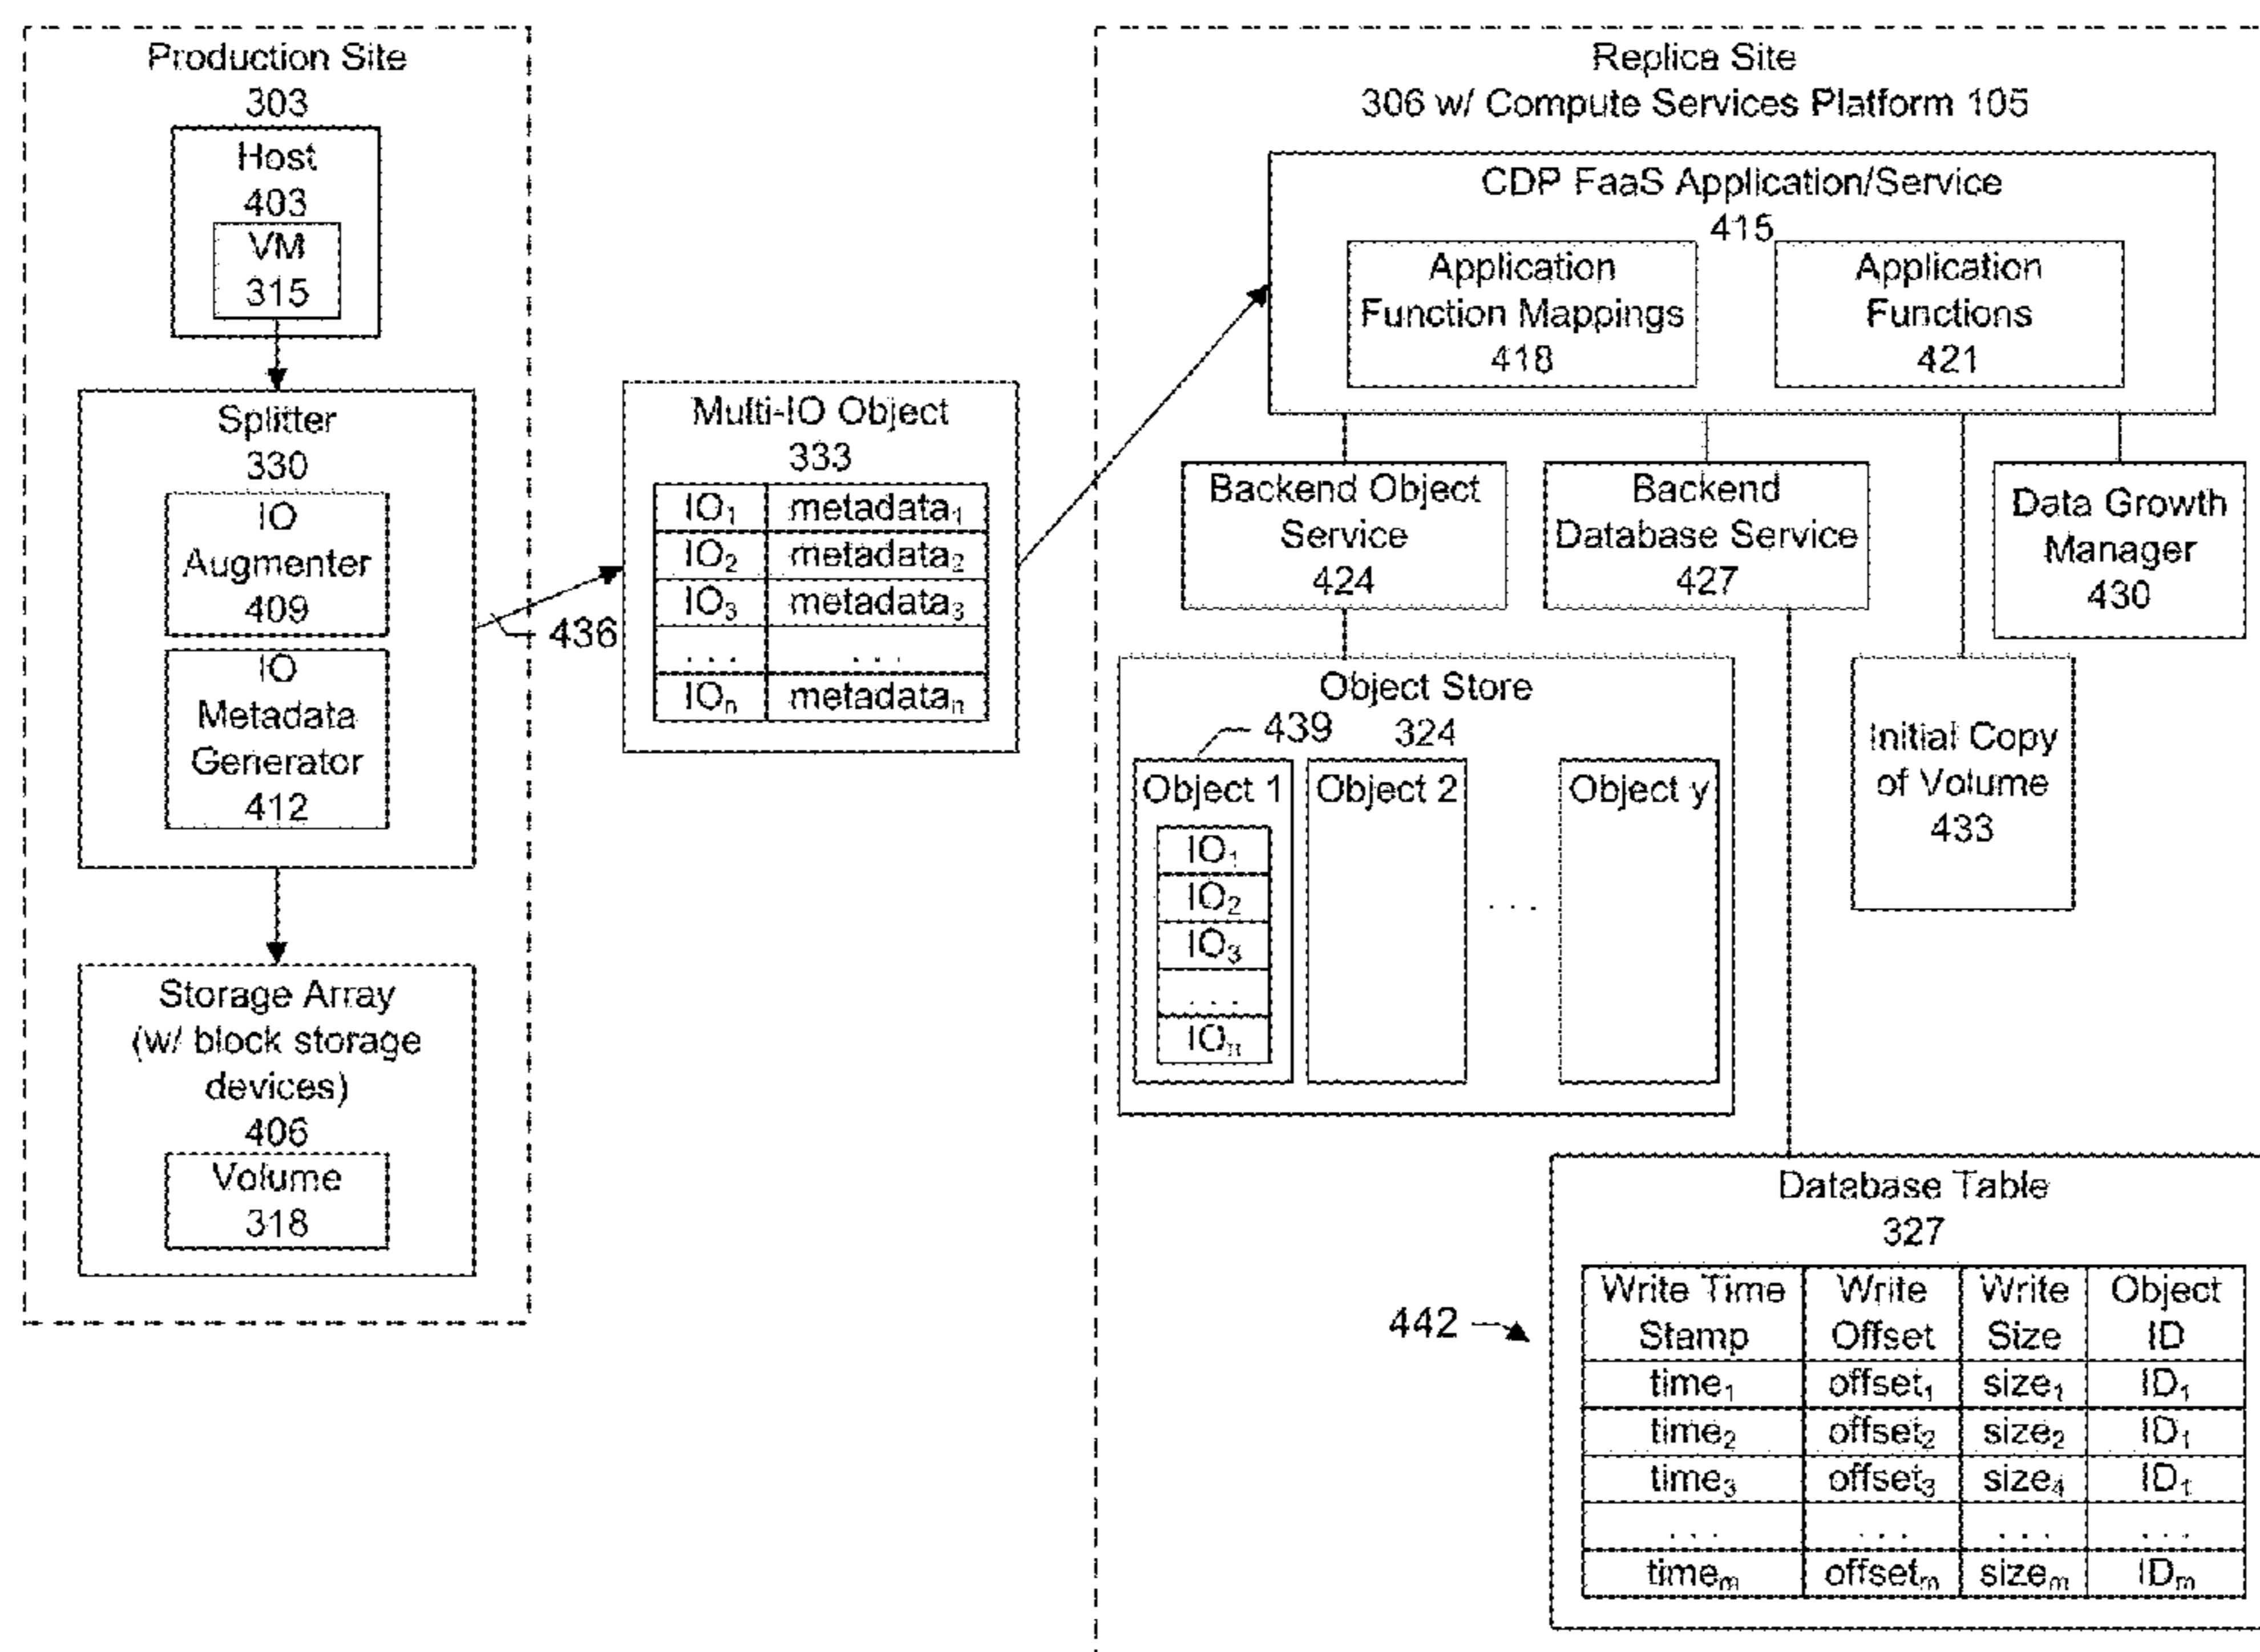 Production Site
303
Host
403
VM
315
Splitter
330
IO
Augmenter
409
IO
Metadata
Generator
412
Storage Array
(w/ block storage
devices)
406
Volume
318
436
Multi-IO Object
333
IO₁ metadata₁
IO₂ metadata₂
IO₃ metadata₃
. . . . . .
IOₙ metadataₙ
Replica Site
306 w/ Compute Services Platform 105
CDP FaaS Application/Service
415
Application
Function Mappings
418
Application
Functions
421
Backend Object
Service
424
Backend
Database Service
427
Data Growth
Manager
430
Initial Copy
of Volume
433
Object Store
324
439
Object 1
IO₁
IO₂
IO₃
. . .
IOₙ
Object 2
. . .
Object y
Database Table
327
442
Write Time Write Write Object
Stamp Offset Size ID
time₁ offset₁ size₁ ID₁
time₂ offset₂ size₂ ID₁
time₃ offset₃ size₄ ID₁
. . . . . . . . . . . .
timeₘ offsetₘ sizeₘ IDₘ